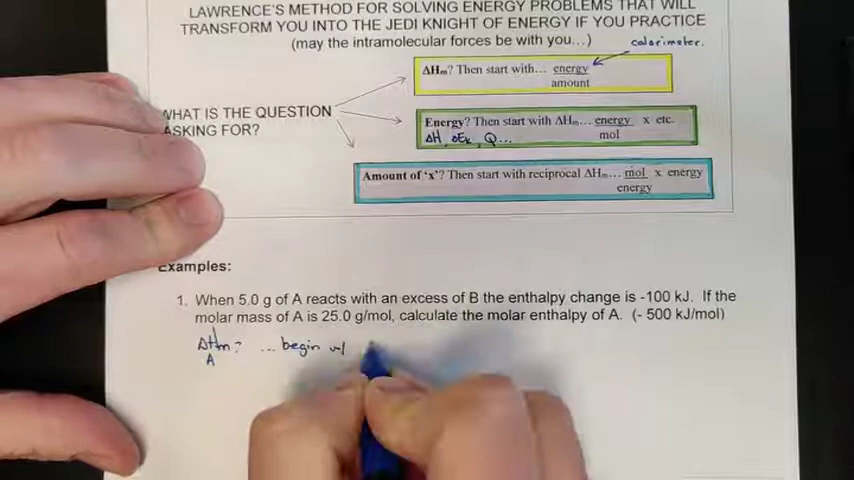 LAWRENCE'S METHOD FOR SOLVING ENERGY PROBLEMS THAT WILL
TRANSFORM YOU INTO THE JEDI KNIGHT OF ENERGY IF YOU PRACTICE
(may the intramolecular forces be with you...)
calorimeter.
ΔHm? Then start with... energy
amount
WHAT IS THE QUESTION
ASKING FOR?
Energy? Then start with ΔHm... energy x etc.
mol
ΔH, ΔEk, Q...
Amount of 'x'? Then start with reciprocal ΔHm... mol x energy
energy
Examples:
1. When 5.0 g of A reacts with an excess of B the enthalpy change is -100 kJ. If the
molar mass of A is 25.0 g/mol, calculate the molar enthalpy of A. (- 500 kJ/mol)
ΔHm? ... begin w/
A